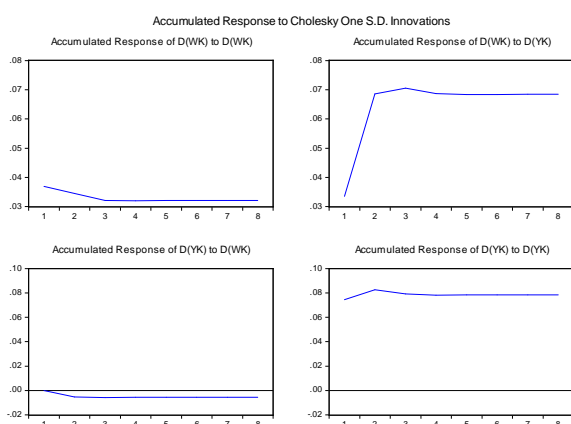 Accumulated Response to Cholesky One S.D. Innovations
Accumulated Response of D(WK) to D(WK)
.08
.07
.06
.05
.04
.03
1 2 3 4 5 6 7 8
Accumulated Response of D(WK) to D(YK)
.08
.07
.06
.05
.04
.03
1 2 3 4 5 6 7 8
Accumulated Response of D(YK) to D(WK)
.10
.08
.06
.04
.02
.00
-.02
1 2 3 4 5 6 7 8
Accumulated Response of D(YK) to D(YK)
.10
.08
.06
.04
.02
.00
-.02
1 2 3 4 5 6 7 8